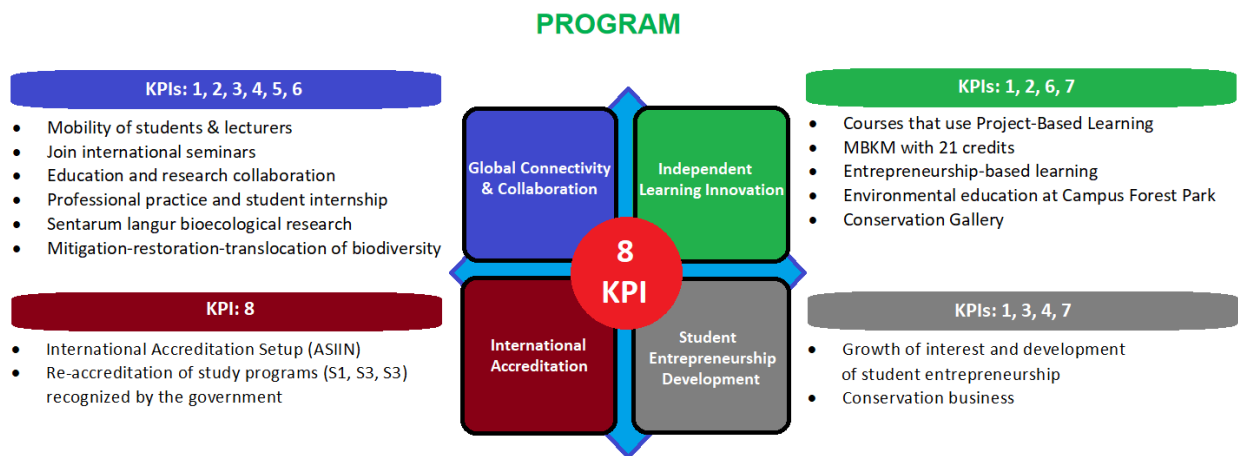 PROGRAM
KPIs: 1, 2, 3, 4, 5, 6
• Mobility of students & lecturers
• Join international seminars
• Education and research collaboration
• Professional practice and student internship
• Sentarum langur bioecological research
• Mitigation-restoration-translocation of biodiversity
Global Connectivity
& Collaboration
Independent
Learning Innovation
KPIs: 1, 2, 6, 7
• Courses that use Project-Based Learning
• MBKM with 21 credits
• Entrepreneurship-based learning
• Environmental education at Campus Forest Park
• Conservation Gallery
8
KPI
KPI: 8
• International Accreditation Setup (ASIIN)
• Re-accreditation of study programs (S1, S3, S3)
recognized by the government
International
Accreditation
Student
Entrepreneurship
Development
KPIs: 1, 3, 4, 7
• Growth of interest and development
of student entrepreneurship
• Conservation business